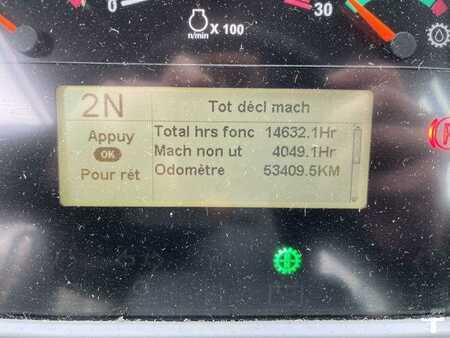 0
30
n/min X 100
2N
Tot décl mach
Appuy
OK
Pour rét
Total hrs fonc 14632.1Hr
Mach non ut 4049.1Hr
Odomètre 53409.5KM